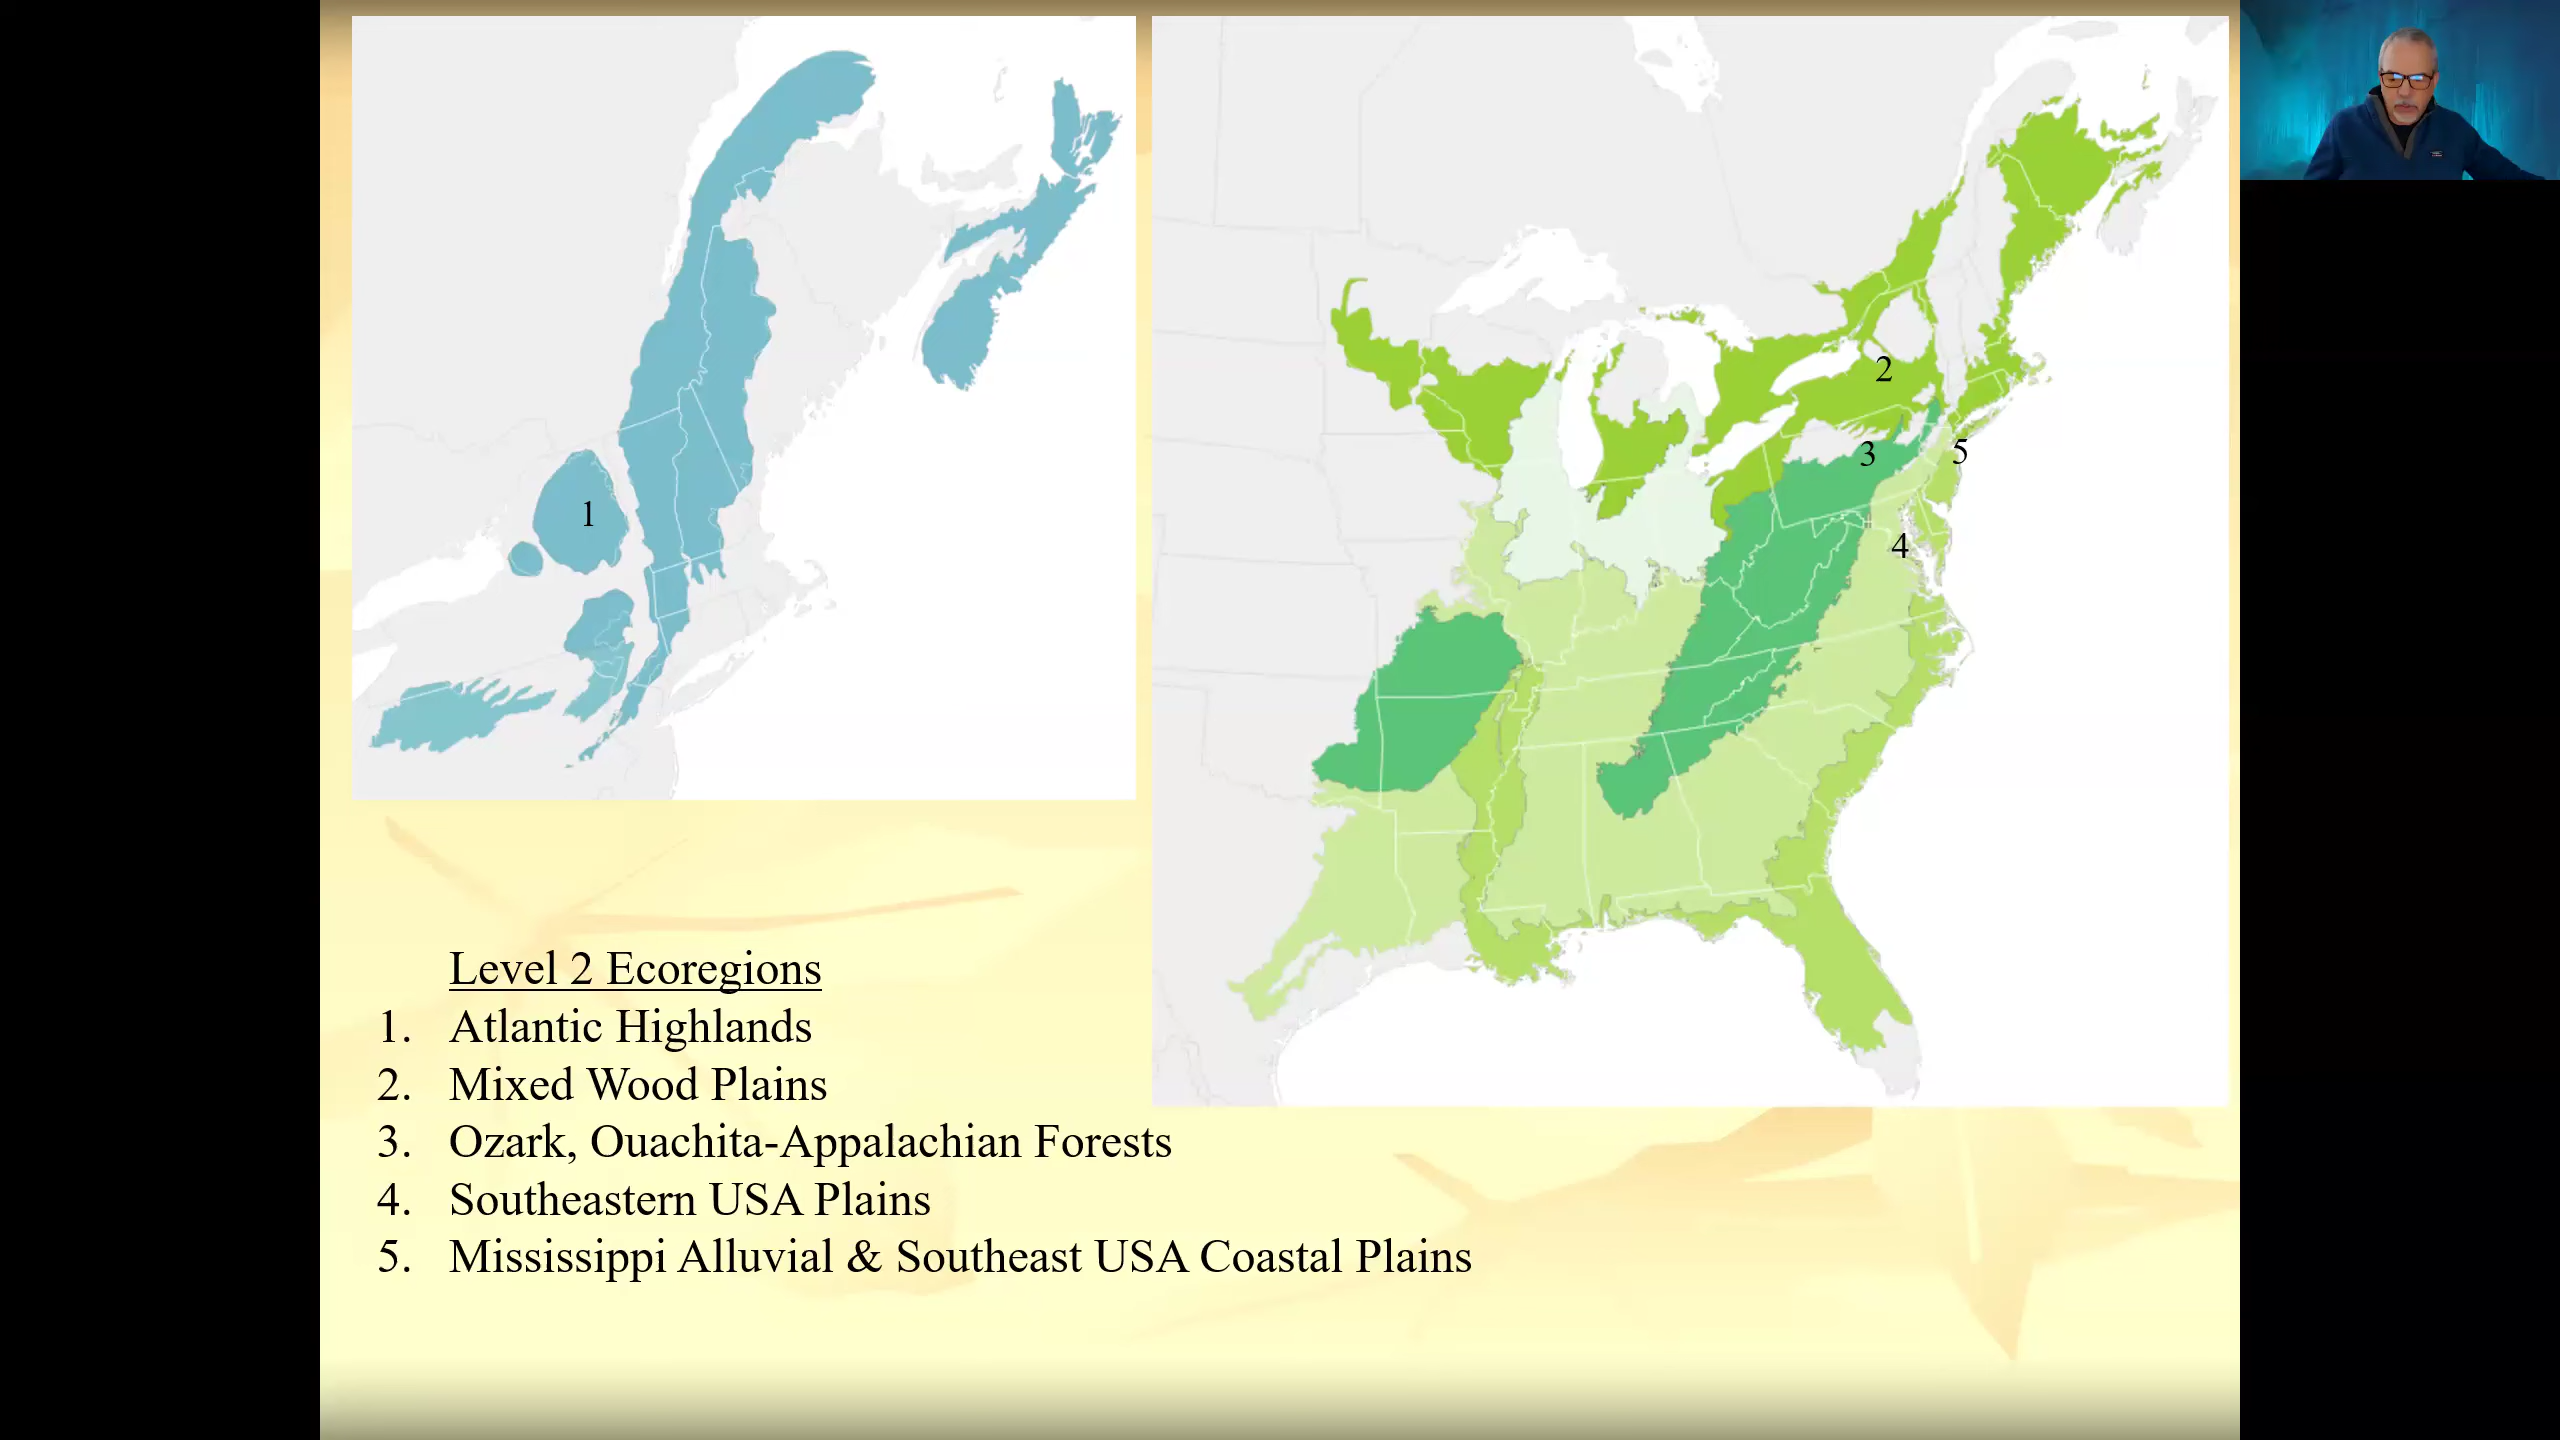 1
2
3
5
4
Level 2 Ecoregions
1. Atlantic Highlands
2. Mixed Wood Plains
3. Ozark, Ouachita-Appalachian Forests
4. Southeastern USA Plains
5. Mississippi Alluvial & Southeast USA Coastal Plains